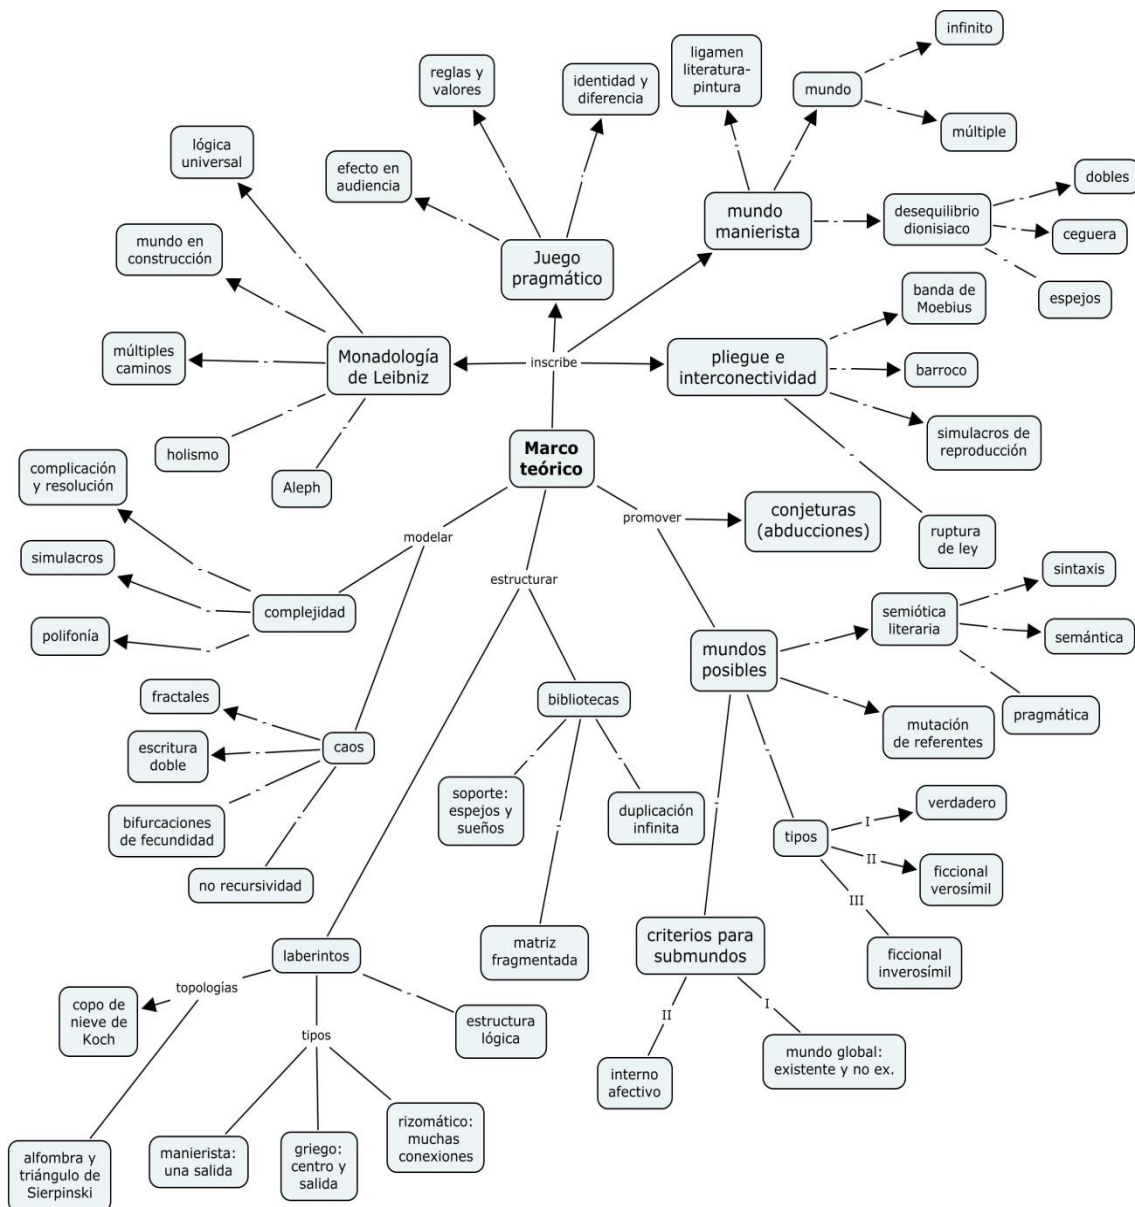 infinito
ligamen
literatura-
pintura
reglas y
valores
identidad y
diferencia
mundo
múltiple
lógica
universal
efecto en
audiencia
dobles
mundo
manierista
desequilibrio
dionisiaco
ceguera
mundo en
construcción
Juego
pragmático
banda de
Moebius
espejos
múltiples
caminos
Monadología
de Leibniz
inscribe
pliegue e
interconectividad
barroco
simulacros de
reproducción
holismo
Marco
teórico
complicación
y resolución
Aleph
conjeturas
(abducciones)
promover
ruptura
de ley
modelar
simulacros
estructurar
sintaxis
complejidad
semiótica
literaria
polifonía
mundos
posibles
semántica
fractales
bibliotecas
pragmática
mutación
de referentes
escritura
doble
caos
soporte:
espejos y
sueños
duplicación
infinita
verdadero
bifurcaciones
de fecundidad
tipos
I
II
ficcional
verosímil
no recursividad
III
laberintos
matriz
fragmentada
criterios para
submundos
ficcional
inverosímil
topologías
copo de
nieve de
Koch
tipos
estructura
lógica
II
I
interno
afectivo
mundo global:
existente y no ex.
alfombra y
triángulo de
Sierpinski
manierista:
una salida
griego:
centro y
salida
rizomático:
muchas
conexiones